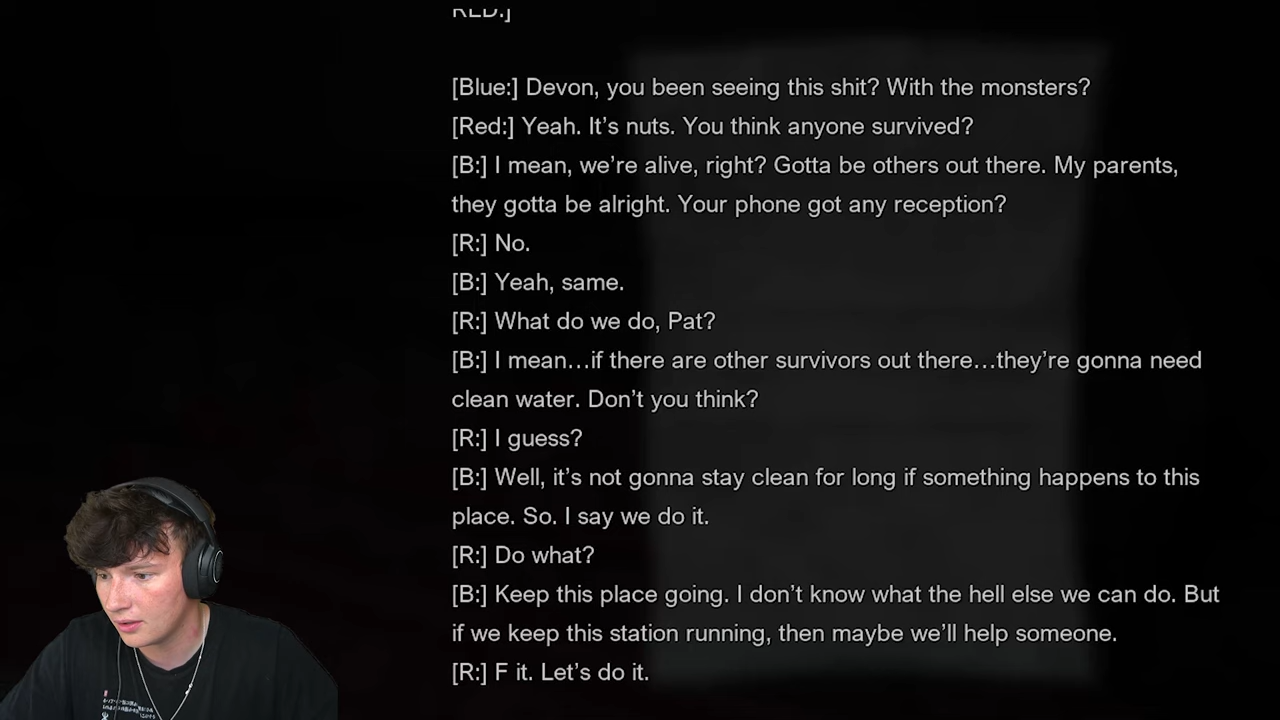 RED.]
[Blue:] Devon, you been seeing this shit? With the monsters?
[Red:] Yeah. It’s nuts. You think anyone survived?
[B:] I mean, we’re alive, right? Gotta be others out there. My parents,
they gotta be alright. Your phone got any reception?
[R:] No.
[B:] Yeah, same.
[R:] What do we do, Pat?
[B:] I mean…if there are other survivors out there…they’re gonna need
clean water. Don’t you think?
[R:] I guess?
[B:] Well, it’s not gonna stay clean for long if something happens to this
place. So. I say we do it.
[R:] Do what?
[B:] Keep this place going. I don’t know what the hell else we can do. But
if we keep this station running, then maybe we’ll help someone.
[R:] F it. Let’s do it.